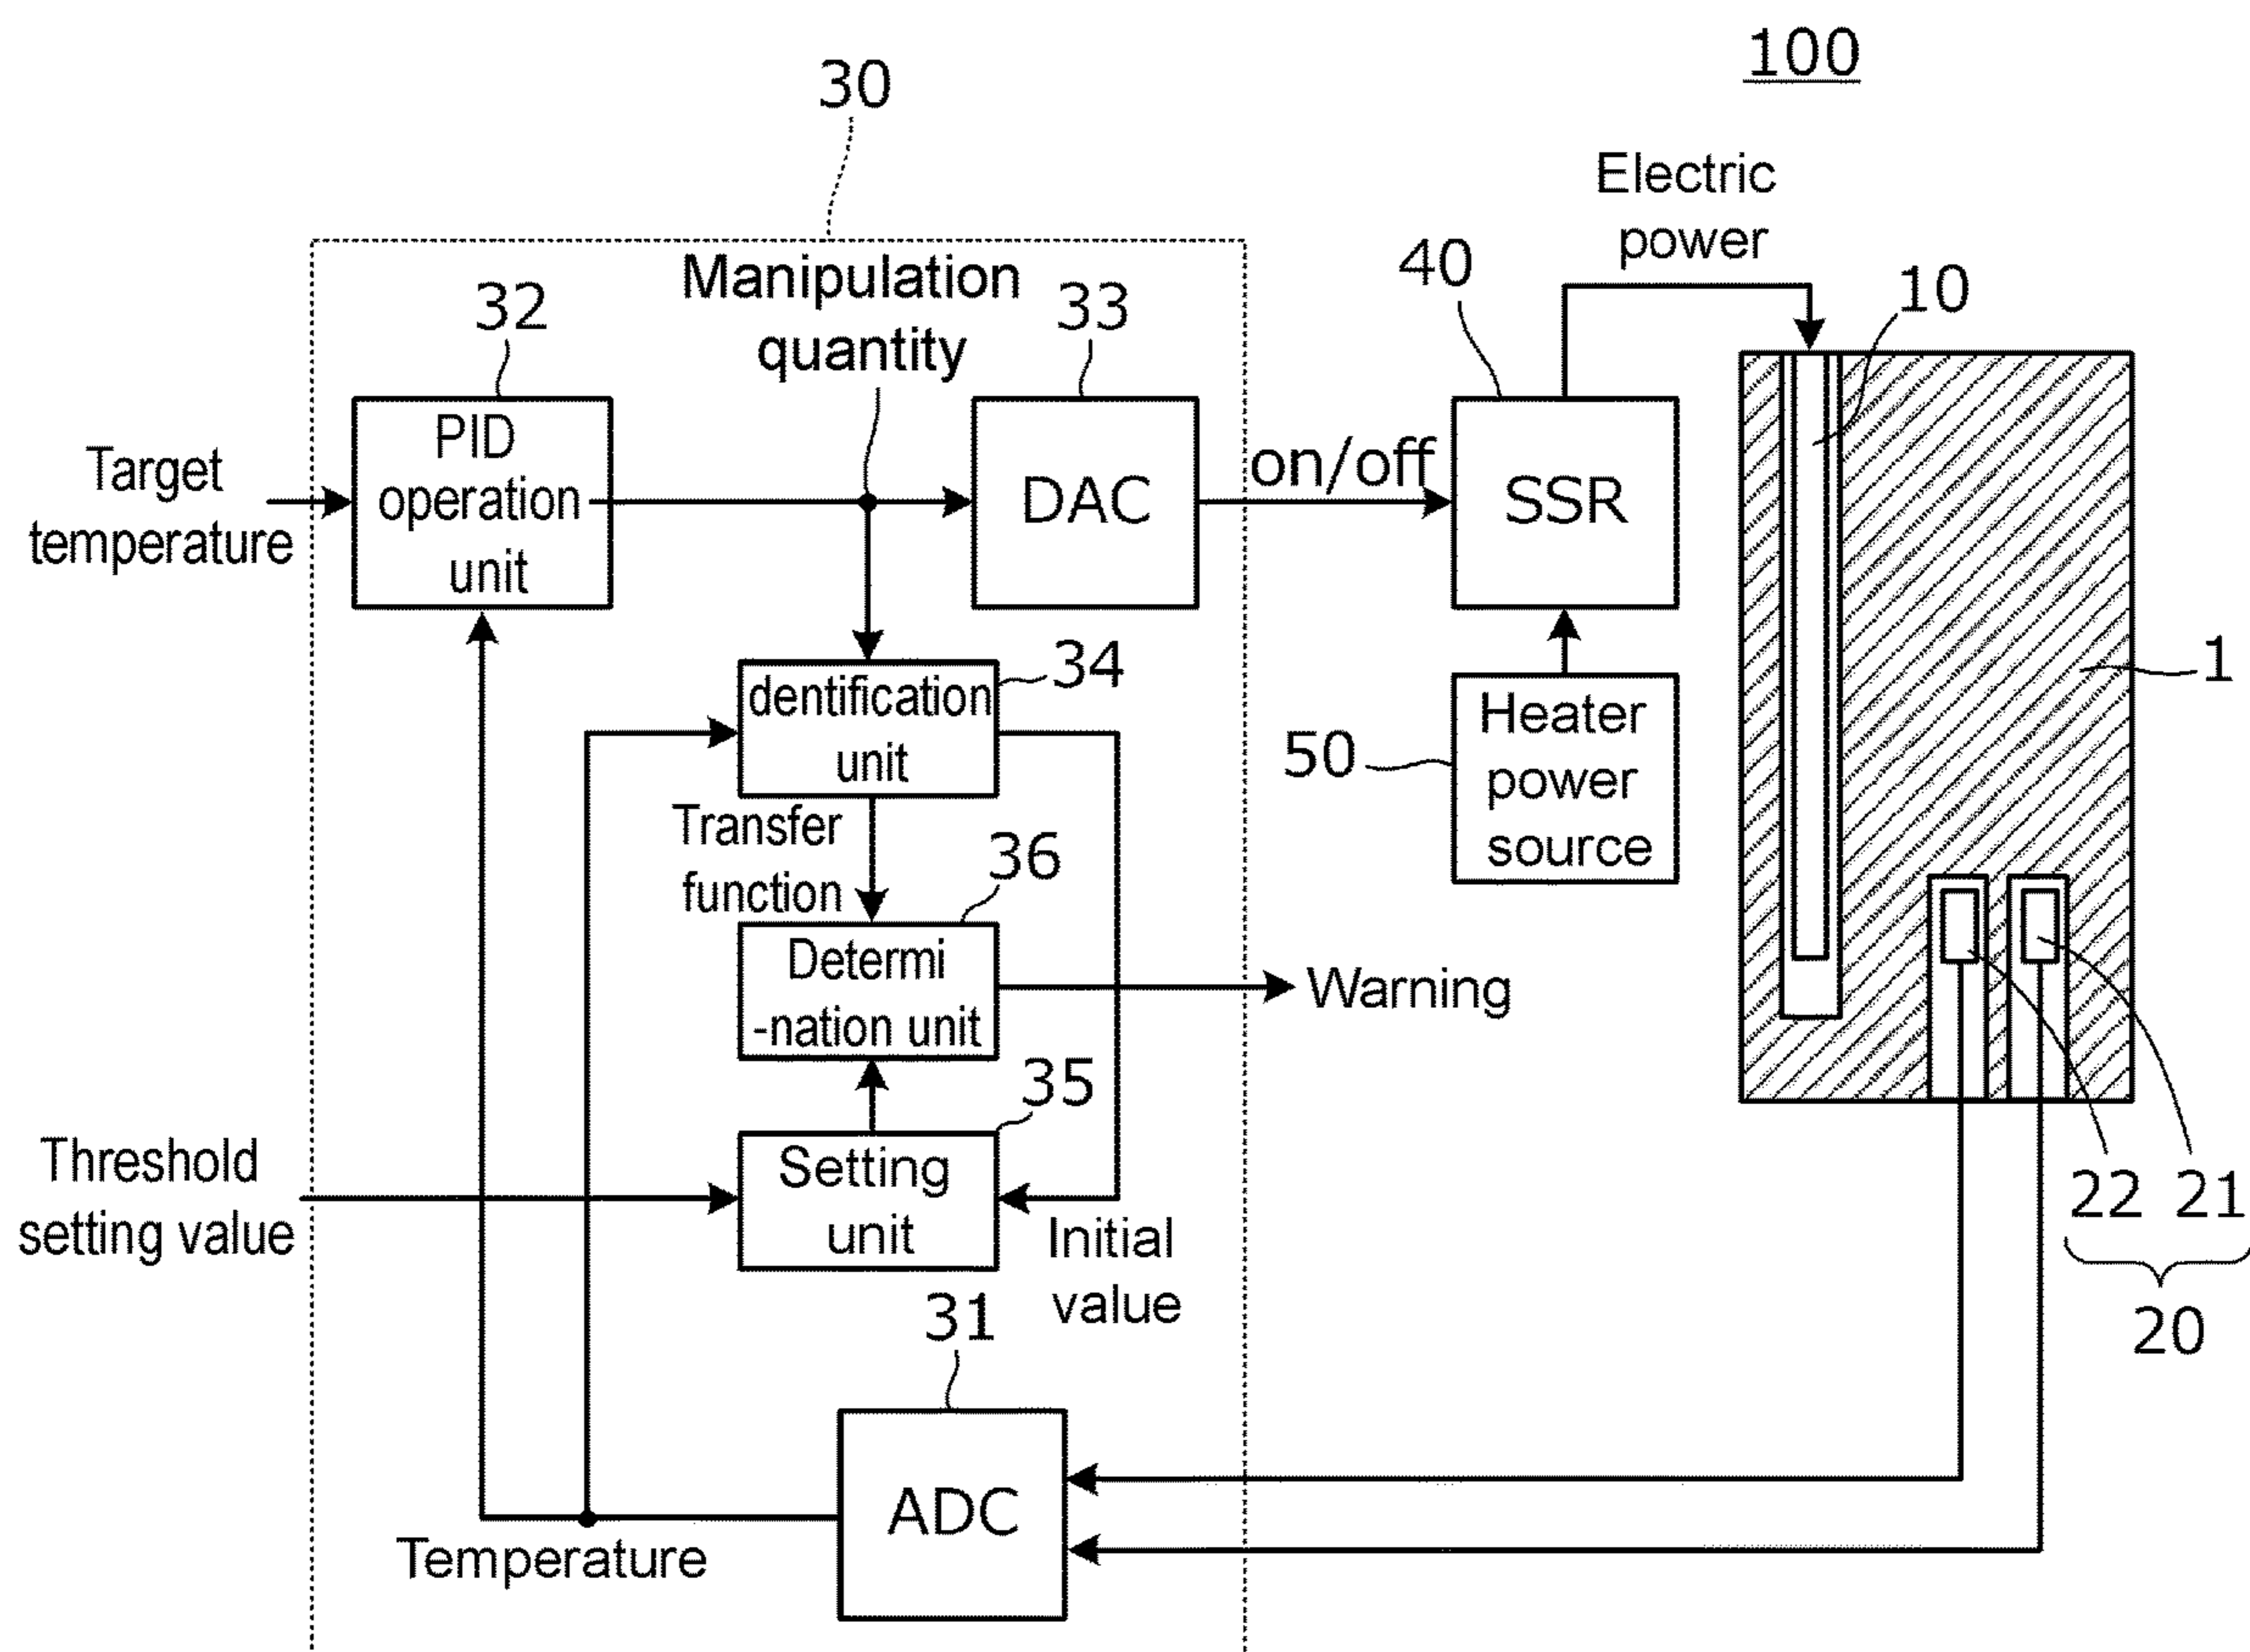 100
30
Electric
power
Manipulation
quantity
32
33
40
10
PID
operation
unit
DAC
on/off
SSR
Target
temperature
34
dentification
unit
1
50
Heater
power
source
Transfer
function
36
Determi
-nation unit
Warning
35
Threshold
setting value
Setting
unit
Initial
value
22
21
20
31
ADC
Temperature